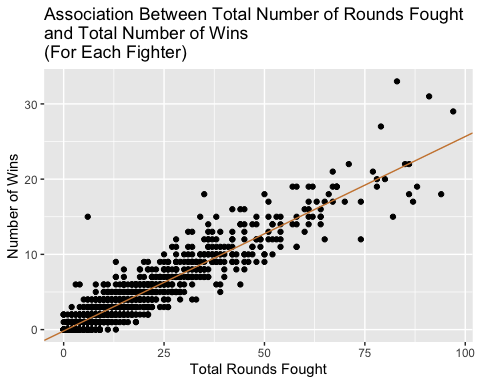 Association Between Total Number of Rounds Fought
and Total Number of Wins
(For Each Fighter)
Number of Wins
30
20
10
0
0 25 50 75 100
Total Rounds Fought